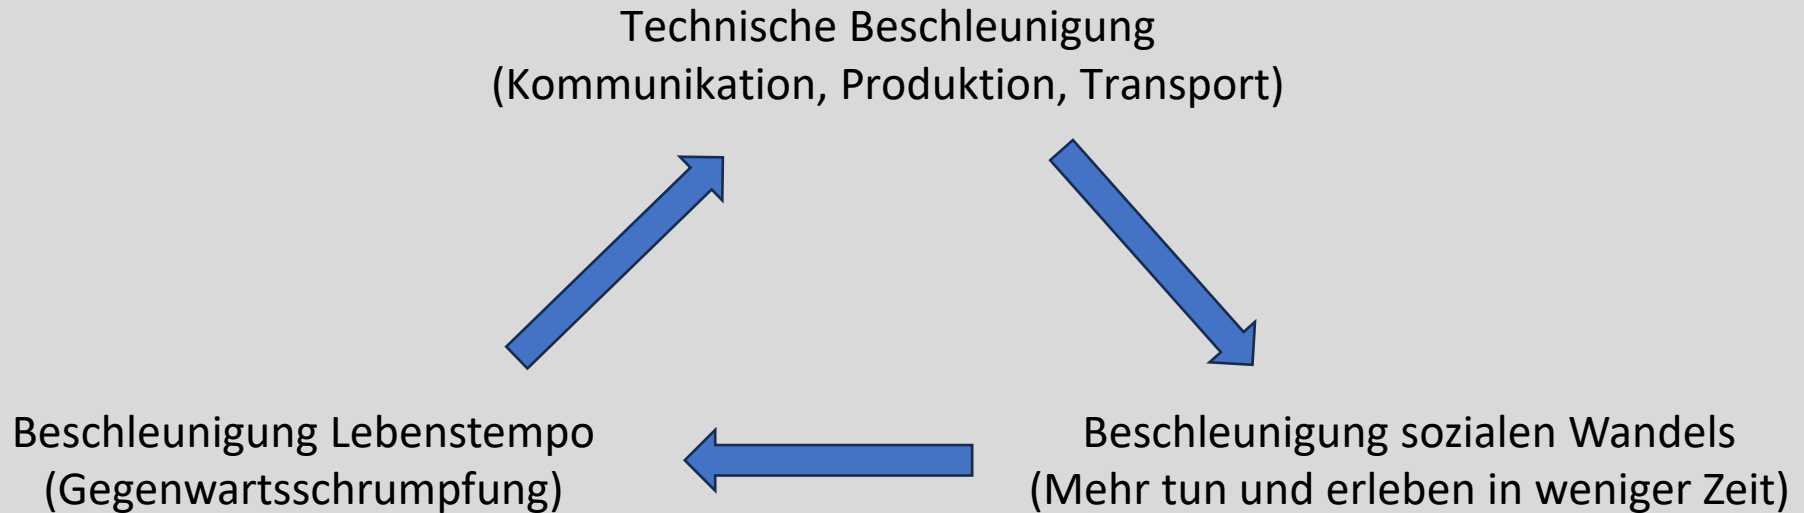 Technische Beschleunigung
(Kommunikation, Produktion, Transport)
Beschleunigung Lebenstempo
(Gegenwartsschrumpfung)
Beschleunigung sozialen Wandels
(Mehr tun und erleben in weniger Zeit)